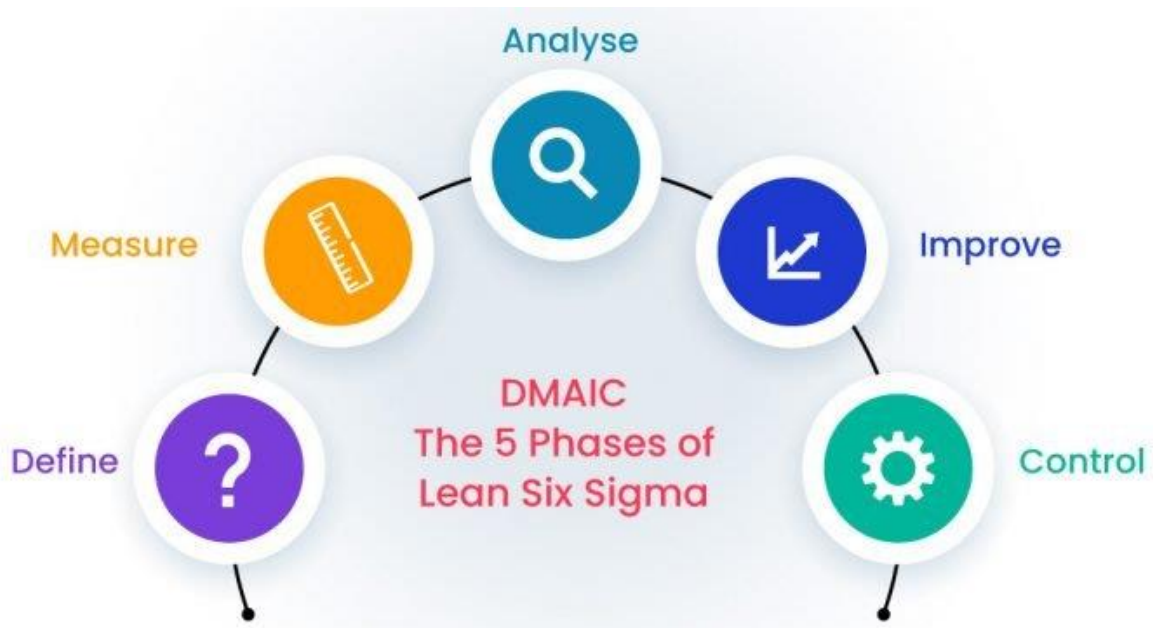 Analyse
Measure
Improve
DMAIC
The 5 Phases of
Lean Six Sigma
Define
Control